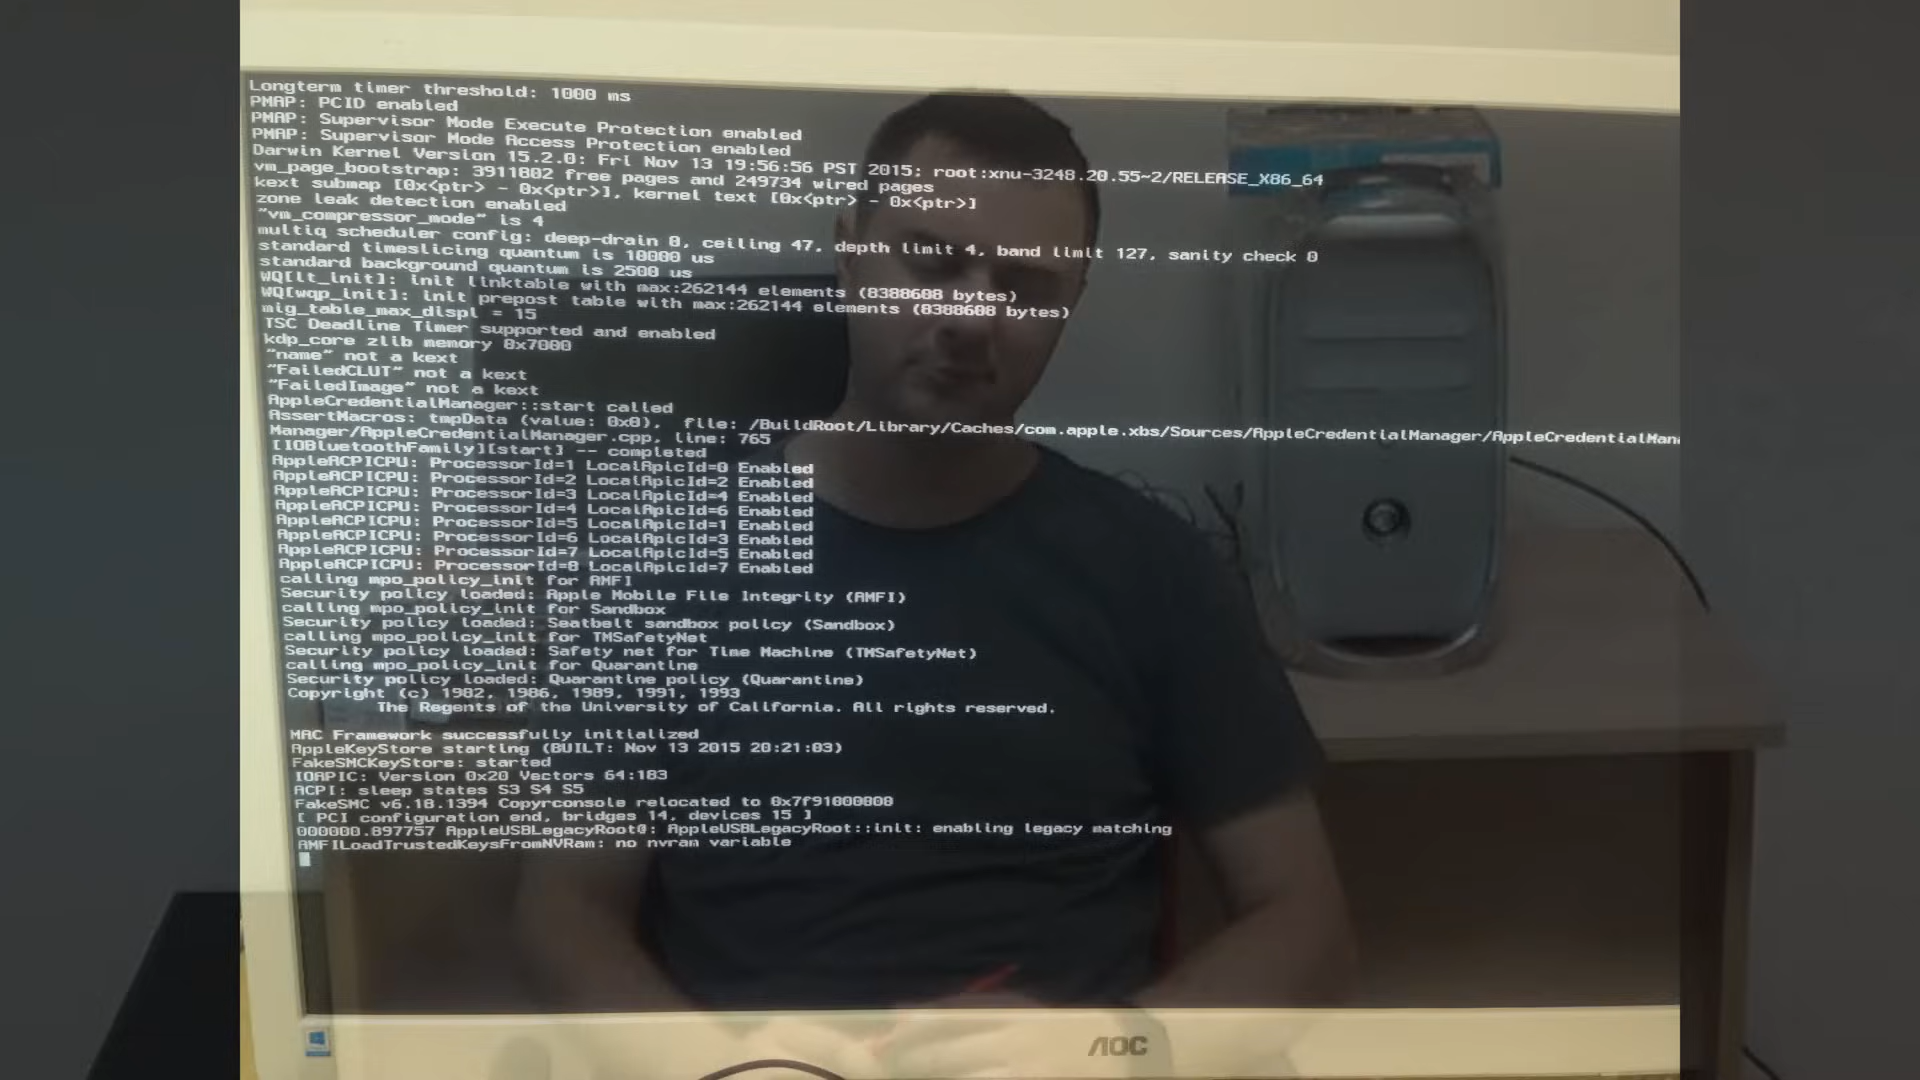 Longterm timer threshold: 1000 ms
PMAP: PCID enabled
PMAP: Supervisor Mode Execute Protection enabled
PMAP: Supervisor Mode Access Protection enabled
Darwin Kernel Version 15.2.0: Fri Nov 13 19:56:56 PST 2015; root:xnu-3248.20.55~2/RELEASE_X86_64
vm_page_bootstrap: 3911802 free pages and 249734 wired pages
kext submap [0x<ptr> - 0x<ptr>], kernel text [0x<ptr> - 0x<ptr>]
zone leak detection enabled
"vm_compressor_mode" is 4
multiq scheduler config: deep-drain 0, ceiling 47, depth limit 4, band limit 127, sanity check 0
standard timeslicing quantum is 10000 us
standard background quantum is 2500 us
WQ[lt_init]: init linktable with max:262144 elements (8388608 bytes)
WQ[wqp_init]: init prepost table with max:262144 elements (8388608 bytes)
mig_table_max_displ = 15
TSC Deadline Timer supported and enabled
kdp_core zlib memory 0x7000
"name" not a kext
"FailedCLUT" not a kext
"FailedImage" not a kext
AppleCredentialManager::start called
AssertMacros: tmpData (value: 0x0), file: /BuildRoot/Library/Caches/com.apple.xbs/Sources/AppleCredentialManager/AppleCredentialMan
Manager/AppleCredentialManager.cpp, line: 765
[IOBluetoothFamily][start] -- completed
AppleACPICPU: ProcessorId=1 LocalApicId=0 Enabled
AppleACPICPU: ProcessorId=2 LocalApicId=2 Enabled
AppleACPICPU: ProcessorId=3 LocalApicId=4 Enabled
AppleACPICPU: ProcessorId=4 LocalApicId=6 Enabled
AppleACPICPU: ProcessorId=5 LocalApicId=1 Enabled
AppleACPICPU: ProcessorId=6 LocalApicId=3 Enabled
AppleACPICPU: ProcessorId=7 LocalApicId=5 Enabled
AppleACPICPU: ProcessorId=8 LocalApicId=7 Enabled
calling mpo_policy_init for AMFI
Security policy loaded: Apple Mobile File Integrity (AMFI)
calling mpo_policy_init for Sandbox
Security policy loaded: Seatbelt sandbox policy (Sandbox)
calling mpo_policy_init for TMSafetyNet
Security policy loaded: Safety net for Time Machine (TMSafetyNet)
calling mpo_policy_init for Quarantine
Security policy loaded: Quarantine policy (Quarantine)
Copyright (c) 1982, 1986, 1989, 1991, 1993
The Regents of the University of California. All rights reserved.
MAC Framework successfully initialized
AppleKeyStore starting (BUILT: Nov 13 2015 20:21:03)
FakeSMCKeyStore: started
IOAPIC: Version 0x20 Vectors 64:183
ACPI: sleep states S3 S4 S5
FakeSMC v6.18.1394 Copyrconsole relocated to 0x7f91000000
[ PCI configuration end, bridges 14, devices 15 ]
000000.897757 AppleUSBLegacyRoot@: AppleUSBLegacyRoot::init: enabling legacy matching
AMFILoadTrustedKeysFromNVRam: no nvram variable
AOC